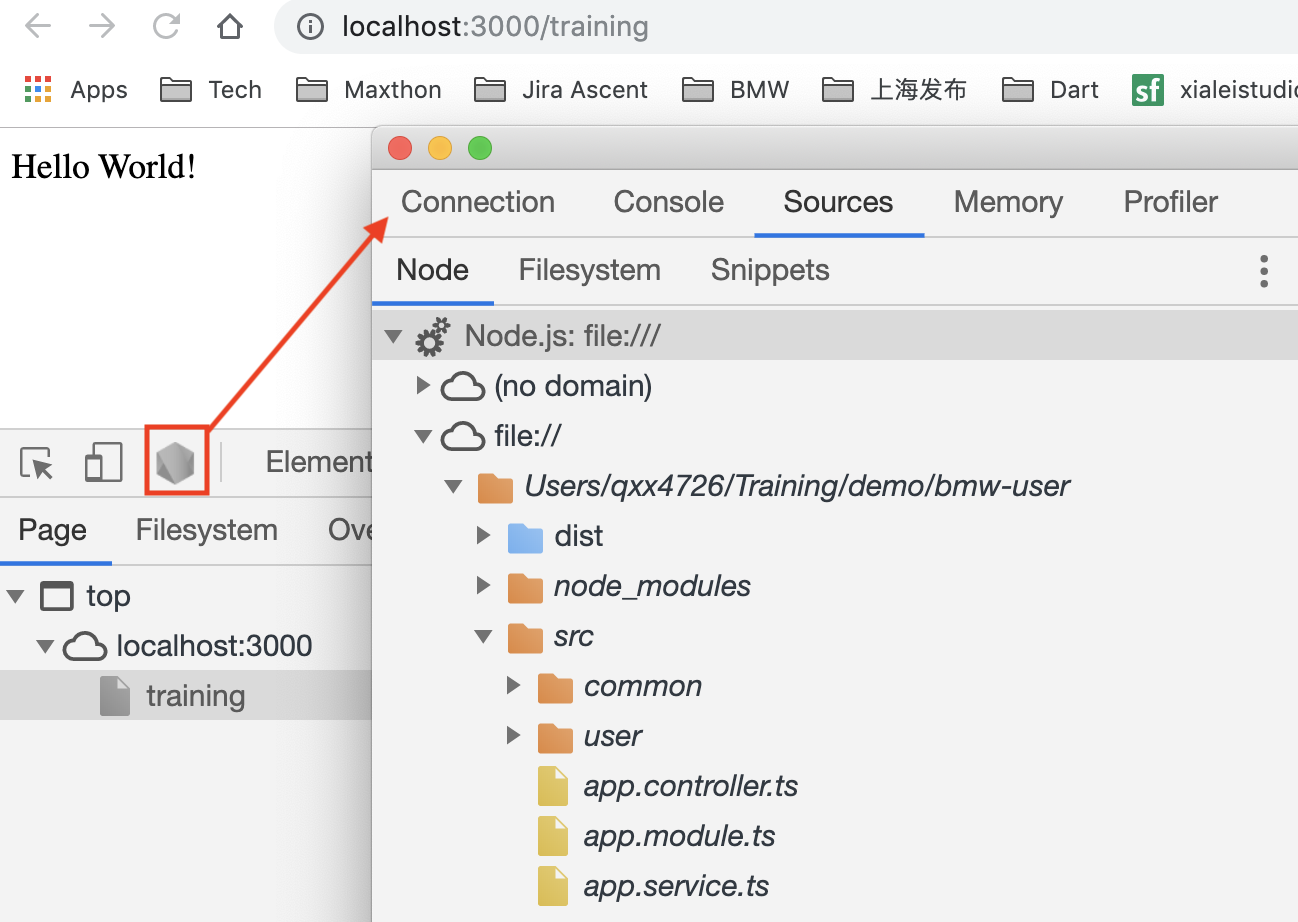 localhost:3000/training
Apps Tech Maxthon Jira Ascent BMW 上海发布 Dart sf xialeistudio
Hello World!
Connection Console Sources Memory Profiler
Node Filesystem Snippets
Node.js: file:///
(no domain)
file://
Users/qxx4726/Training/demo/bmw-user
dist
node_modules
src
common
user
app.controller.ts
app.module.ts
app.service.ts
Element
Page Filesystem Ove
top
localhost:3000
training